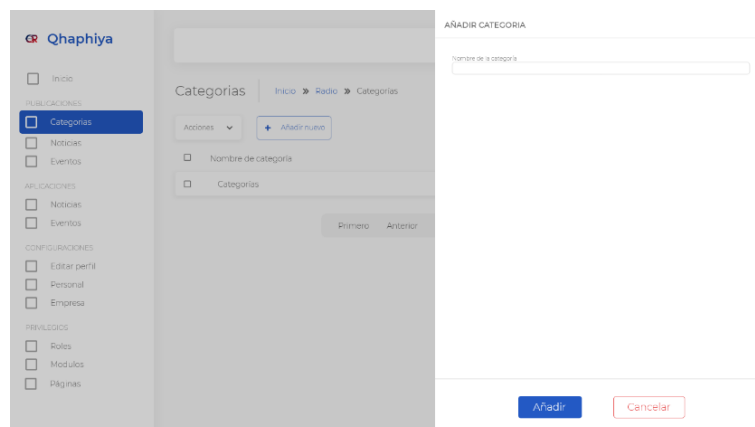 Qhaphiya
Inicio
PUBLICACIONES
Categorias
Noticias
Eventos
APLICACIONES
Noticias
Eventos
CONFIGURACIONES
Editar perfil
Personal
Empresa
PRIVILEGIOS
Roles
Modulos
Páginas
Categorias
Inicio » Radio » Categorias
Acciones
+ Añadir nuevo
Nombre de categoria
Categorias
Primero Anterior
AÑADIR CATEGORIA
Nombre de la categoria
Añadir
Cancelar